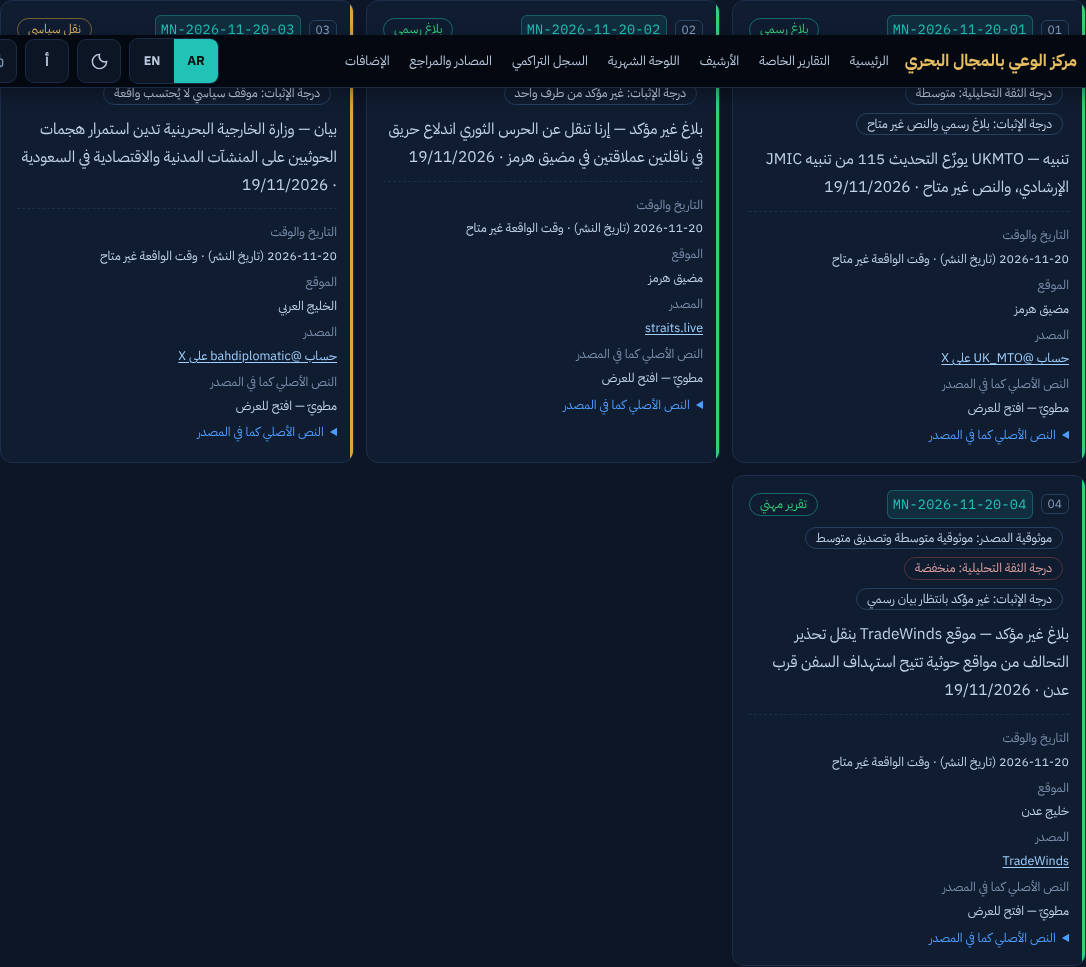 01
MN-2026-11-20-01
بلاغ رسمي
02
MN-2026-11-20-02
بلاغ رسمي
03
MN-2026-11-20-03
نقل سياسي
مركز الوعي بالمجال البحري
الرئيسية
التقارير الخاصة
الأرشيف
اللوحة الشهرية
السجل التراكمي
المصادر والمراجع
الإضافات
AR
EN
أ
درجة الثقة التحليلية: متوسطة
درجة الإثبات: بلاغ رسمي والنص غير متاح
تنبيه — UKMTO يوزّع التحديث 115 من تنبيه JMIC
الإرشادي، والنص غير متاح · 19/11/2026
التاريخ والوقت
2026-11-20 (تاريخ النشر) · وقت الواقعة غير متاح
الموقع
مضيق هرمز
المصدر
حساب @UK_MTO على X
النص الأصلي كما في المصدر
مطويّ — افتح للعرض
◀ النص الأصلي كما في المصدر
درجة الإثبات: غير مؤكد من طرف واحد
بلاغ غير مؤكد — إرنا تنقل عن الحرس الثوري اندلاع حريق
في ناقلتين عملاقتين في مضيق هرمز · 19/11/2026
التاريخ والوقت
2026-11-20 (تاريخ النشر) · وقت الواقعة غير متاح
الموقع
مضيق هرمز
المصدر
straits.live
النص الأصلي كما في المصدر
مطويّ — افتح للعرض
◀ النص الأصلي كما في المصدر
درجة الإثبات: موقف سياسي لا يُحتسب واقعة
بيان — وزارة الخارجية البحرينية تدين استمرار هجمات
الحوثيين على المنشآت المدنية والاقتصادية في السعودية
· 19/11/2026
التاريخ والوقت
2026-11-20 (تاريخ النشر) · وقت الواقعة غير متاح
الموقع
الخليج العربي
المصدر
حساب @bahdiplomatic على X
النص الأصلي كما في المصدر
مطويّ — افتح للعرض
◀ النص الأصلي كما في المصدر
04
MN-2026-11-20-04
تقرير مهني
موثوقية المصدر: موثوقية متوسطة وتصديق متوسط
درجة الثقة التحليلية: منخفضة
درجة الإثبات: غير مؤكد بانتظار بيان رسمي
بلاغ غير مؤكد — موقع TradeWinds ينقل تحذير
التحالف من مواقع حوثية تتيح استهداف السفن قرب
عدن · 19/11/2026
التاريخ والوقت
2026-11-20 (تاريخ النشر) · وقت الواقعة غير متاح
الموقع
خليج عدن
المصدر
TradeWinds
النص الأصلي كما في المصدر
مطويّ — افتح للعرض
◀ النص الأصلي كما في المصدر